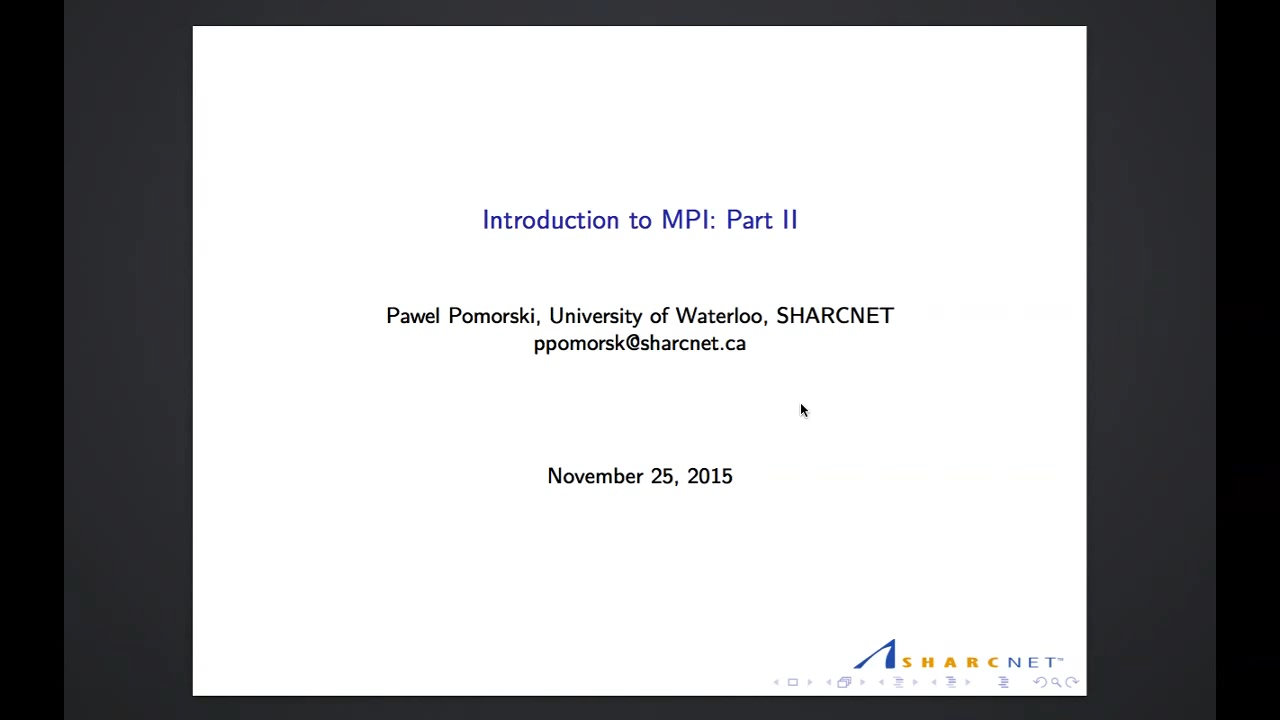 Introduction to MPI: Part II
Pawel Pomorski, University of Waterloo, SHARCNET
ppomorsk@sharcnet.ca
November 25, 2015
SHARCNET™